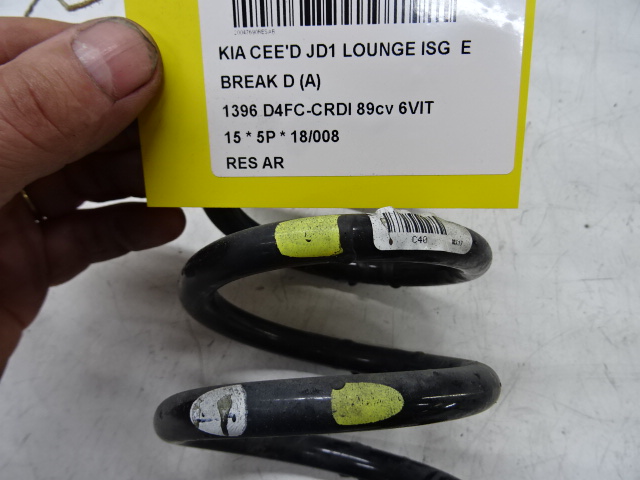 KIA CEE'D JD1 LOUNGE ISG E
BREAK D (A)
1396 D4FC-CRDI 89cv 6VIT
15 * 5P * 18/008
RES AR
C40